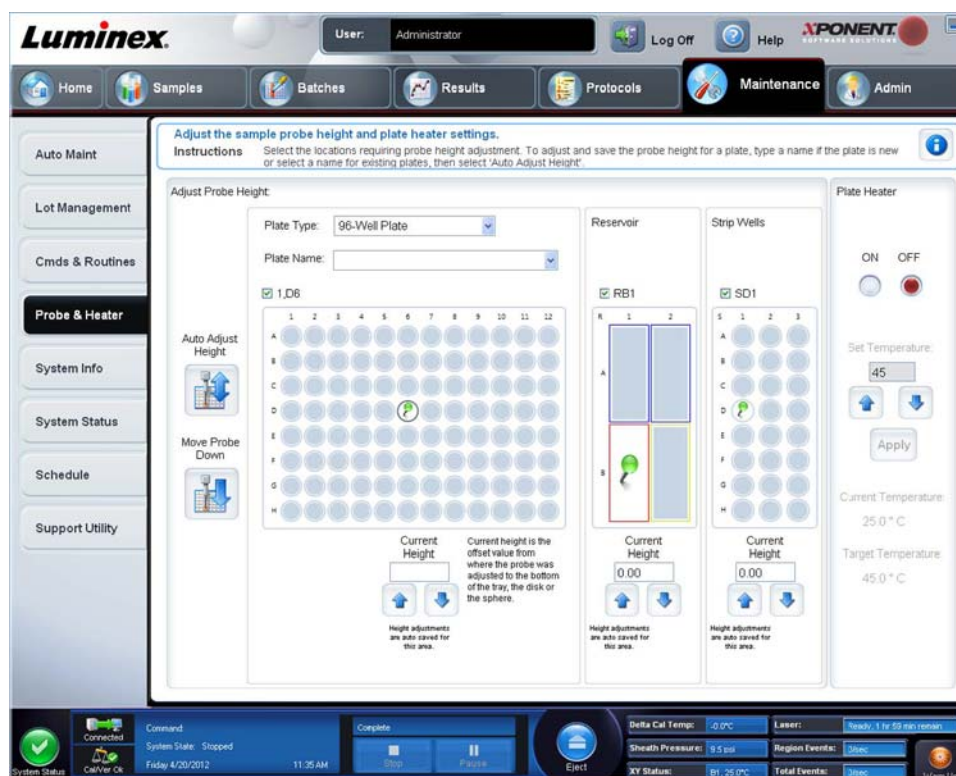 Luminex.
User: Administrator
Log Off
Help
XPONENT
SOFTWARE SOLUTIONS
Home
Samples
Batches
Results
Protocols
Maintenance
Admin
Auto Maint
Lot Management
Cmds & Routines
Probe & Heater
System Info
System Status
Schedule
Support Utility
Adjust the sample probe height and plate heater settings.
Instructions Select the locations requiring probe height adjustment. To adjust and save the probe height for a plate, type a name if the plate is new
or select a name for existing plates, then select 'Auto Adjust Height'.
Adjust Probe Height:
Auto Adjust
Height
Move Probe
Down
Plate Type: 96-Well Plate
Plate Name:
1,D6
1 2 3 4 5 6 7 8 9 10 11 12
A
B
C
D
E
F
G
H
Current
Height
Height adjustments
are auto saved for
this area.
Current height is the
offset value from
where the probe was
adjusted to the bottom
of the tray, the disk or
the sphere.
Reservoir
RB1
R 1 2
A
B
Current
Height
0.00
Height adjustments
are auto saved for
this area.
Strip Wells
SD1
S 1 2 3
A
B
C
D
E
F
G
H
Current
Height
0.00
Height adjustments
are auto saved for
this area.
Plate Heater
ON OFF
Set Temperature:
45
Apply
Current Temperature:
25.0 ° C
Target Temperature
45.0 ° C
System Status
Connected
Cal/Ver Ok
Command:
System State: Stopped
Friday 4/20/2012 11:35 AM
Complete
Stop
Pause
Eject
Delta Cal Temp: -0.0°C
Sheath Pressure: 9.5 psi
XY Status: B1, 25.0°C
Laser: Ready. 1 hr 59 min remain
Region Events: 3/sec
Total Events: 3/sec